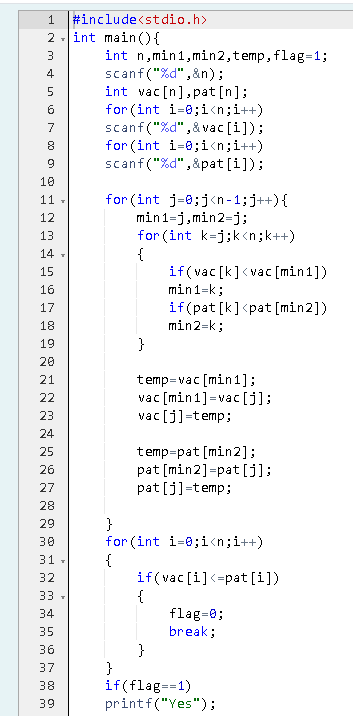 1 #include<stdio.h>
2 int main(){
3 int n,min1,min2,temp,flag=1;
4 scanf("%d",&n);
5 int vac[n],pat[n];
6 for(int i=0;i<n;i++)
7 scanf("%d",&vac[i]);
8 for(int i=0;i<n;i++)
9 scanf("%d",&pat[i]);
10
11 for(int j=0;j<n-1;j++){
12 min1=j,min2=j;
13 for(int k=j;k<n;k++)
14 {
15 if(vac[k]<vac[min1])
16 min1=k;
17 if(pat[k]<pat[min2])
18 min2=k;
19 }
20
21 temp=vac[min1];
22 vac[min1]=vac[j];
23 vac[j]=temp;
24
25 temp=pat[min2];
26 pat[min2]=pat[j];
27 pat[j]=temp;
28
29 }
30 for(int i=0;i<n;i++)
31 {
32 if(vac[i]<=pat[i])
33 {
34 flag=0;
35 break;
36 }
37 }
38 if(flag==1)
39 printf("Yes");